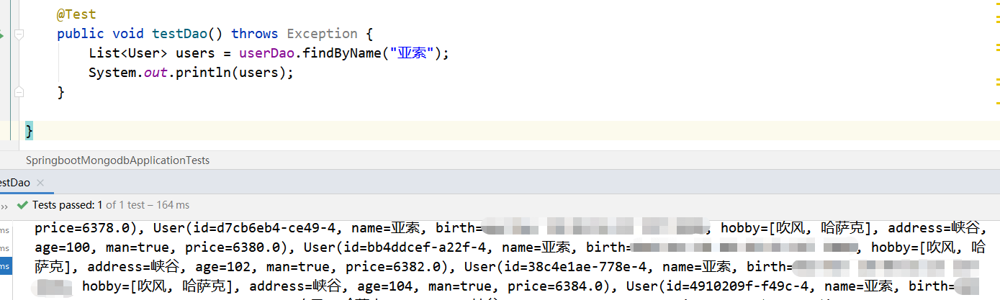 @Test
public void testDao() throws Exception {
List<User> users = userDao.findByName("亚索");
System.out.println(users);
}
}
SpringbootMongodbApplicationTests
estDao ×
›› ✔ Tests passed: 1 of 1 test – 164 ms
ms price=6378.0), User(id=d7cb6eb4-ce49-4, name=亚索, birth= , hobby=[吹风, 哈萨克], address=峡谷,
ms age=100, man=true, price=6380.0), User(id=bb4ddcef-a22f-4, name=亚索, birth= , hobby=[吹风, 哈
ms 萨克], address=峡谷, age=102, man=true, price=6382.0), User(id=38c4e1ae-778e-4, name=亚索, birth=
hobby=[吹风, 哈萨克], address=峡谷, age=104, man=true, price=6384.0), User(id=4910209f-f49c-4, name=亚索, birth=